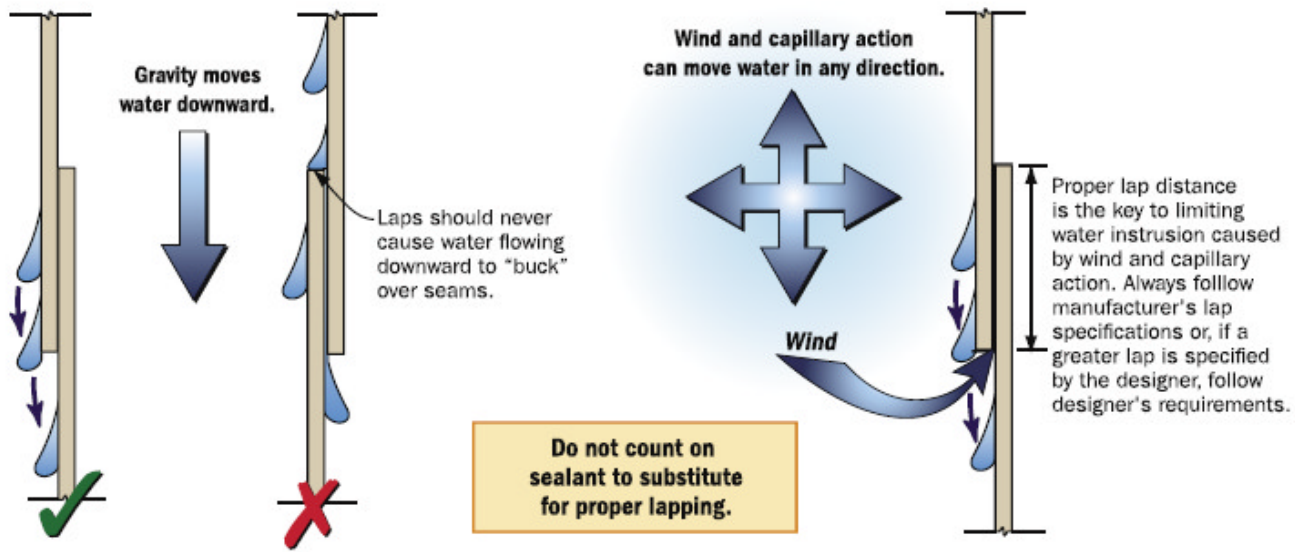 Gravity moves
water downward.
Laps should never
cause water flowing
downward to “buck”
over seams.
Wind and capillary action
can move water in any direction.
Wind
Proper lap distance
is the key to limiting
water instrusion caused
by wind and capillary
action. Always folllow
manufacturer's lap
specifications or, if a
greater lap is specified
by the designer, follow
designer's requirements.
Do not count on
sealant to substitute
for proper lapping.